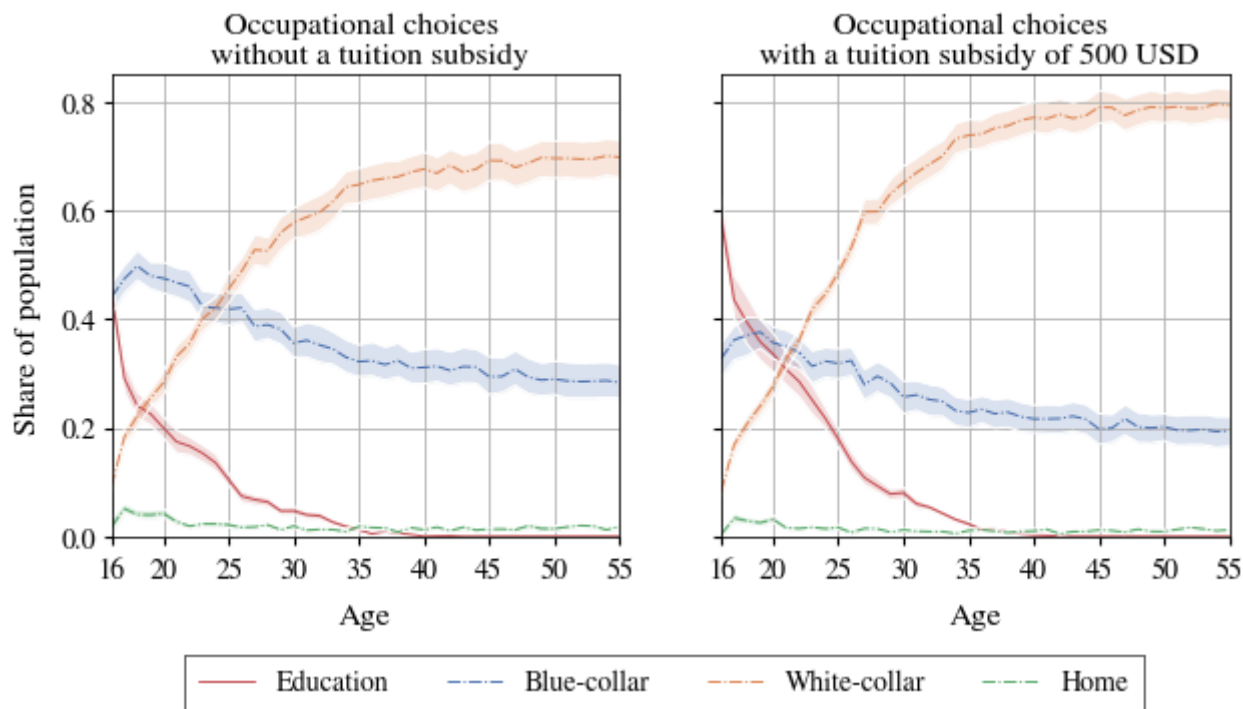 Occupational choices
without a tuition subsidy
Occupational choices
with a tuition subsidy of 500 USD
Share of population
0.8
0.6
0.4
0.2
0.0
16 20 25 30 35 40 45 50 55
16 20 25 30 35 40 45 50 55
Age
Age
Education Blue-collar White-collar Home